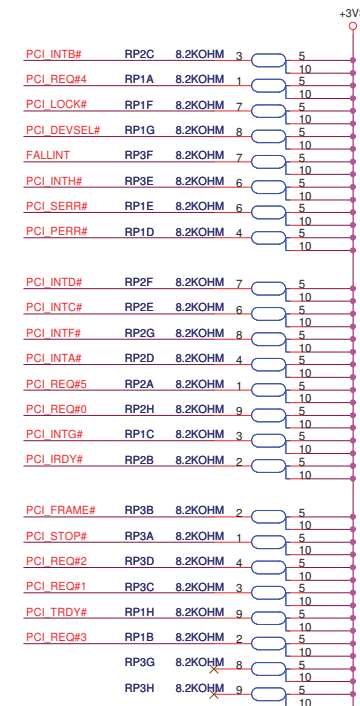 +3VS
PCI_INTB# RP2C 8.2KOHM 3 5
10
PCI_REQ#4 RP1A 8.2KOHM 1 5
10
PCI_LOCK# RP1F 8.2KOHM 7 5
10
PCI_DEVSEL# RP1G 8.2KOHM 8 5
10
FALLINT RP3F 8.2KOHM 7 5
10
PCI_INTH# RP3E 8.2KOHM 6 5
10
PCI_SERR# RP1E 8.2KOHM 6 5
10
PCI_PERR# RP1D 8.2KOHM 4 5
10
PCI_INTD# RP2F 8.2KOHM 7 5
10
PCI_INTC# RP2E 8.2KOHM 6 5
10
PCI_INTF# RP2G 8.2KOHM 8 5
10
PCI_INTA# RP2D 8.2KOHM 4 5
10
PCI_REQ#5 RP2A 8.2KOHM 1 5
10
PCI_REQ#0 RP2H 8.2KOHM 9 5
10
PCI_INTG# RP1C 8.2KOHM 3 5
10
PCI_IRDY# RP2B 8.2KOHM 2 5
10
PCI_FRAME# RP3B 8.2KOHM 2 5
10
PCI_STOP# RP3A 8.2KOHM 1 5
10
PCI_REQ#2 RP3D 8.2KOHM 4 5
10
PCI_REQ#1 RP3C 8.2KOHM 3 5
10
PCI_TRDY# RP1H 8.2KOHM 9 5
10
PCI_REQ#3 RP1B 8.2KOHM 2 5
10
RP3G 8.2KOHM 8 5
10
RP3H 8.2KOHM 9 5
10